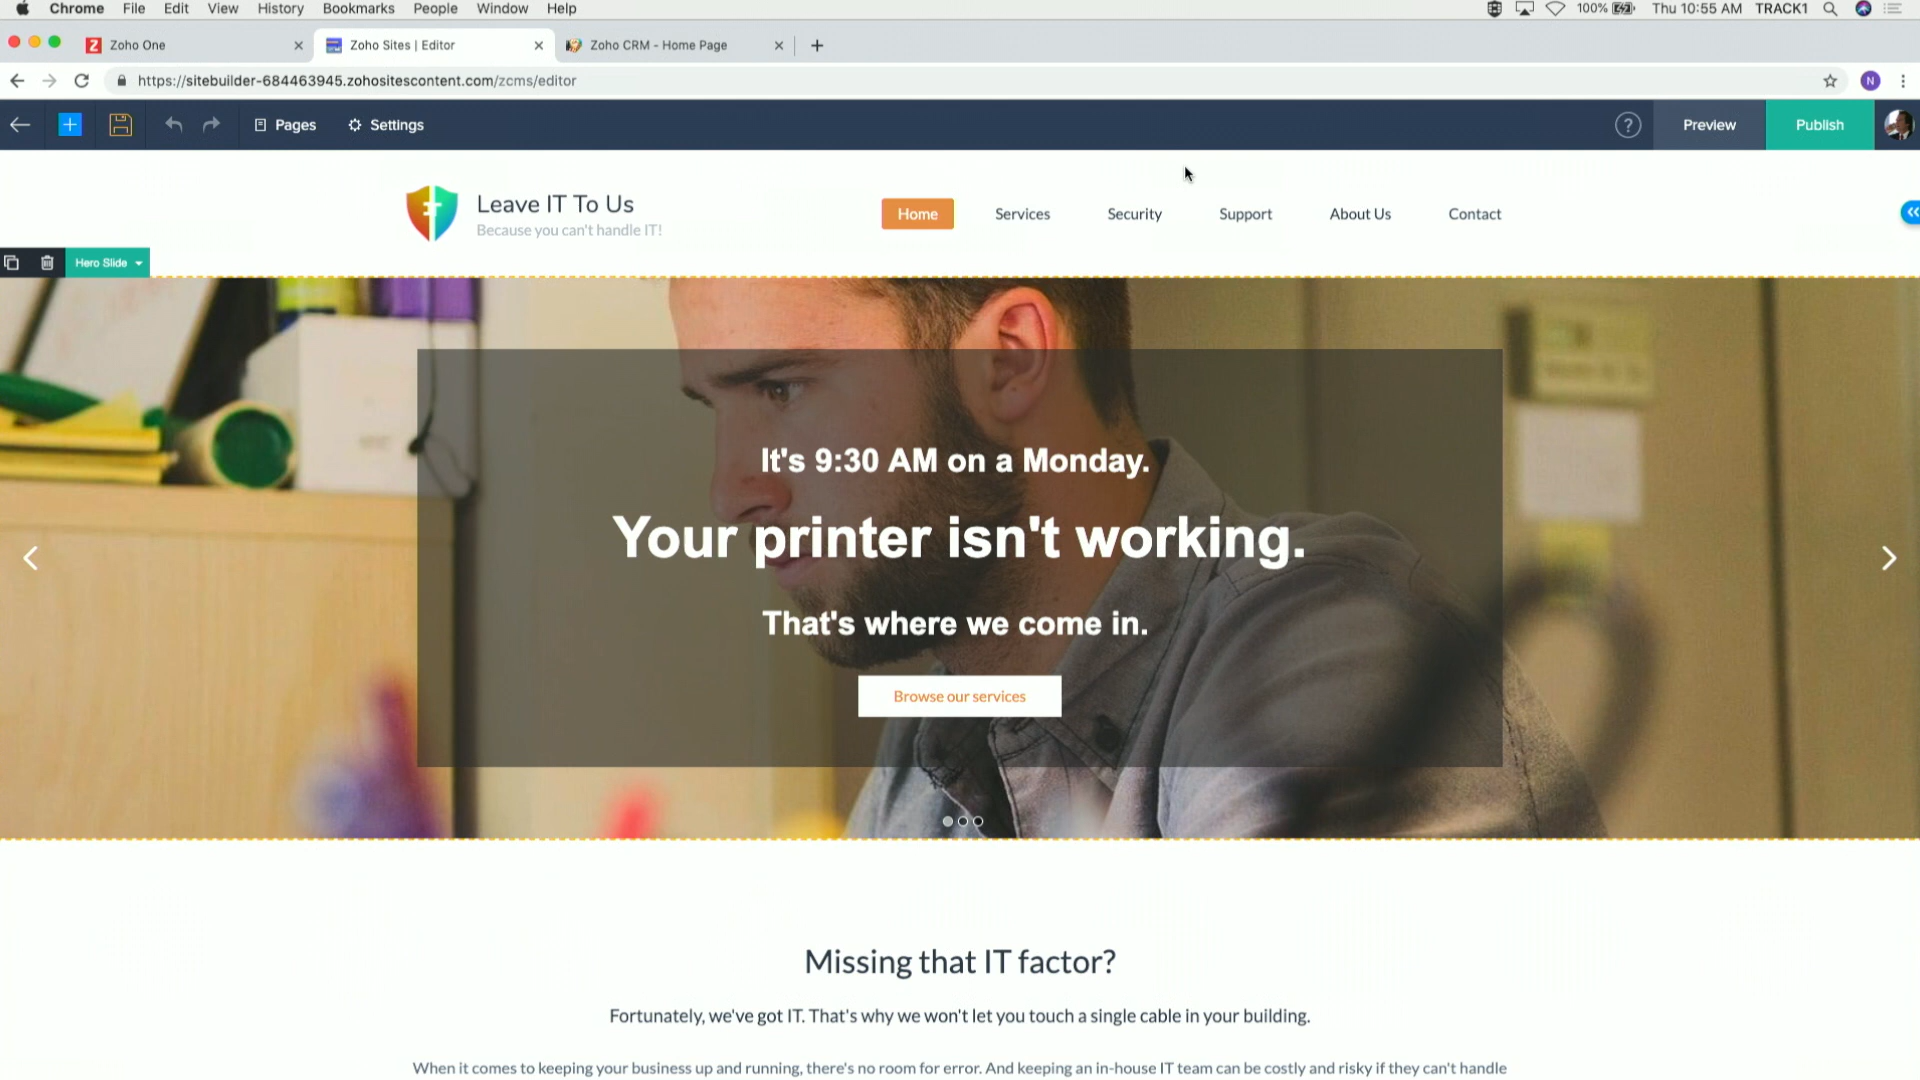 Chrome File Edit View History Bookmarks People Window Help 100% Thu 10:55 AM TRACK1
Zoho One Zoho Sites | Editor Zoho CRM - Home Page
https://sitebuilder-684463945.zohositescontent.com/zcms/editor N
Pages Settings ? Preview Publish
Leave IT To Us
Because you can't handle IT!
Home Services Security Support About Us Contact
Hero Slide
It's 9:30 AM on a Monday.
Your printer isn't working.
That's where we come in.
Browse our services
Missing that IT factor?
Fortunately, we've got IT. That's why we won't let you touch a single cable in your building.
When it comes to keeping your business up and running, there's no room for error. And keeping an in-house IT team can be costly and risky if they can't handle